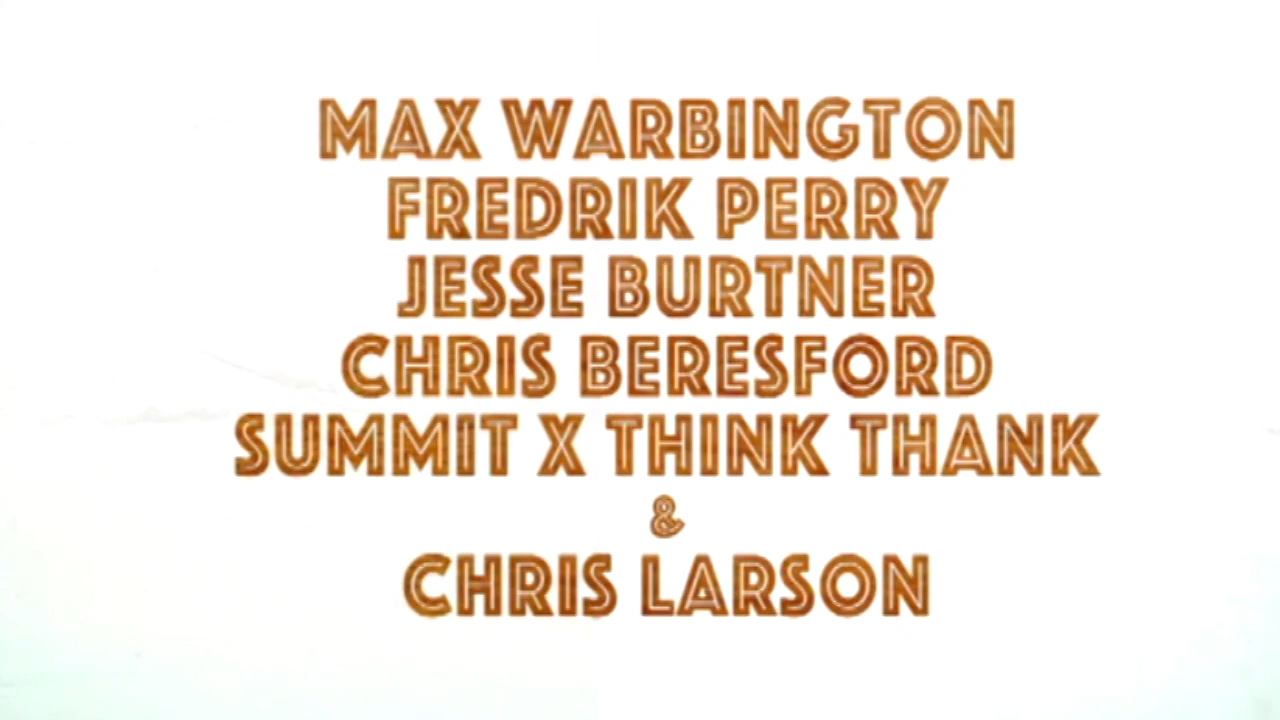 MAX WARBINGTON
FREDRIK PERRY
JESSE BURTNER
CHRIS BERESFORD
SUMMIT X THINK THANK
&
CHRIS LARSON